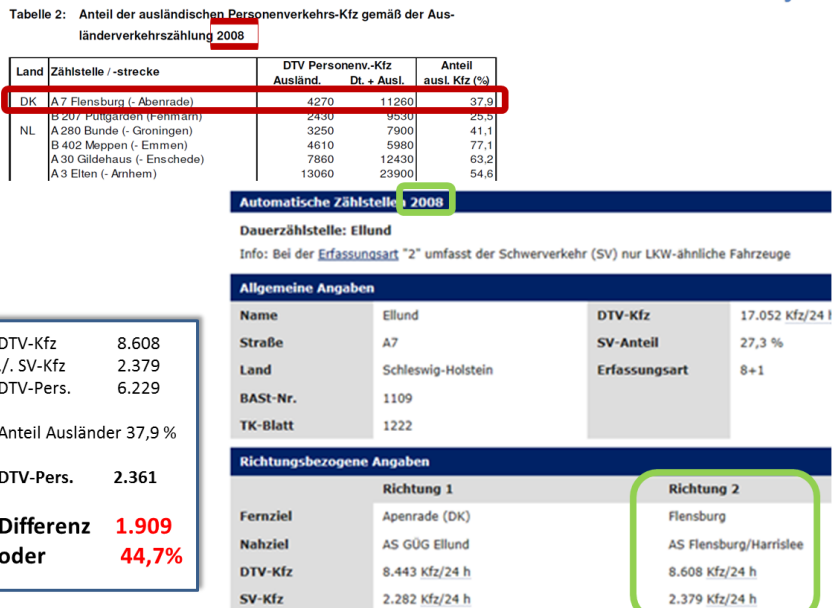 Tabelle 2: Anteil der ausländischen Personenverkehrs-Kfz gemäß der Aus-
länderverkehrszählung 2008
Land Zählstelle / -strecke DTV Personenv.-Kfz Anteil
Ausländ. Dt. + Ausl. ausl. Kfz (%)
DK A 7 Flensburg (- Abenrade) 4270 11260 37,9
B 207 Puttgarden (Fehmarn) 2430 9530 25,5
NL A 280 Bunde (- Groningen) 3250 7900 41,1
B 402 Meppen (- Emmen) 4610 5980 77,1
A 30 Gildehaus (- Enschede) 7860 12430 63,2
A 3 Elten (- Arnhem) 13060 23900 54,6
Automatische Zählstellen 2008
Dauerzählstelle: Ellund
Info: Bei der Erfassungsart "2" umfasst der Schwerverkehr (SV) nur LKW-ähnliche Fahrzeuge
Allgemeine Angaben
Name Ellund DTV-Kfz 17.052 Kfz/24 h
Straße A7 SV-Anteil 27,3 %
Land Schleswig-Holstein Erfassungsart 8+1
BASt-Nr. 1109
TK-Blatt 1222
Richtungsbezogene Angaben
Richtung 1 Richtung 2
Fernziel Apenrade (DK) Flensburg
Nahziel AS GÜG Ellund AS Flensburg/Harrislee
DTV-Kfz 8.443 Kfz/24 h 8.608 Kfz/24 h
SV-Kfz 2.282 Kfz/24 h 2.379 Kfz/24 h
DTV-Kfz 8.608
./. SV-Kfz 2.379
DTV-Pers. 6.229
Anteil Ausländer 37,9 %
DTV-Pers. 2.361
Differenz 1.909
oder 44,7%